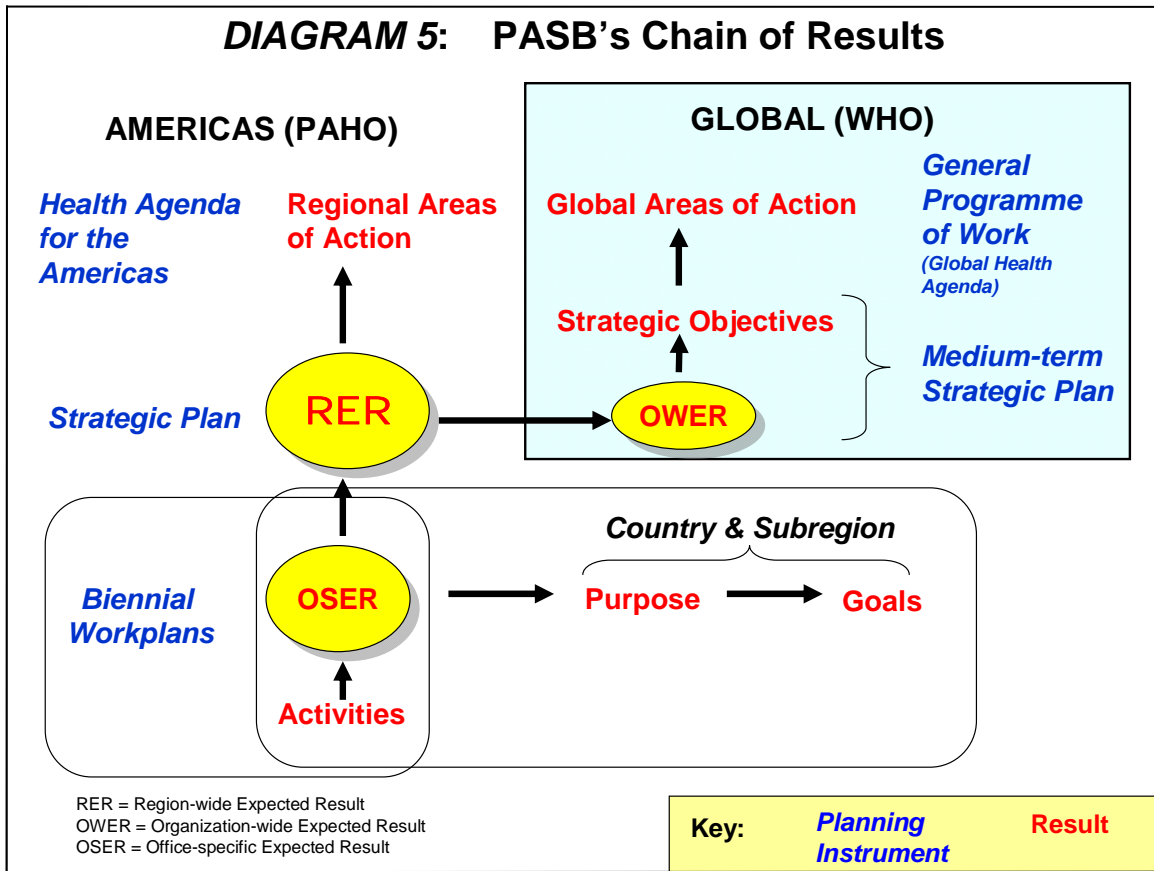 DIAGRAM 5: PASB’s Chain of Results
AMERICAS (PAHO)
GLOBAL (WHO)
Health Agenda
for the
Americas
Regional Areas
of Action
Global Areas of Action
General
Programme
of Work
(Global Health
Agenda)
Strategic Objectives
Medium-term
Strategic Plan
Strategic Plan
RER
OWER
Country & Subregion
Biennial
Workplans
OSER
Purpose
Goals
Activities
RER = Region-wide Expected Result
OWER = Organization-wide Expected Result
OSER = Office-specific Expected Result
Key:
Planning
Instrument
Result